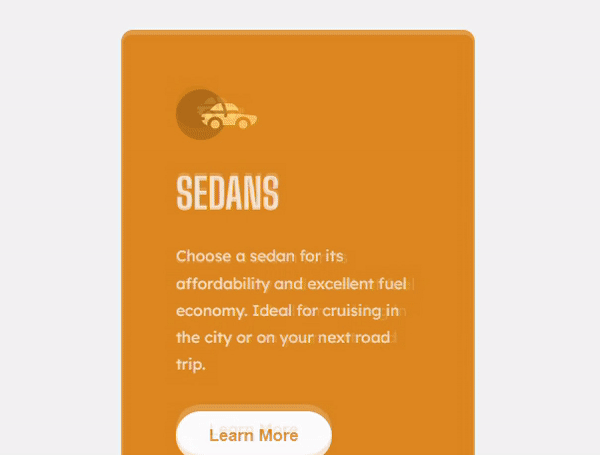 SEDANS
Choose a sedan for its
affordability and excellent fuel
economy. Ideal for cruising in
the city or on your next road
trip.
Learn More